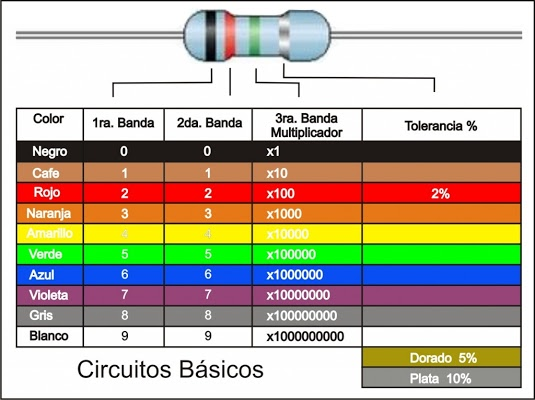 Color 1ra. Banda 2da. Banda 3ra. Banda Multiplicador Tolerancia %
Negro 0 0 x1
Cafe 1 1 x10
Rojo 2 2 x100 2%
Naranja 3 3 x1000
Amarillo 4 4 x10000
Verde 5 5 x100000
Azul 6 6 x1000000
Violeta 7 7 x10000000
Gris 8 8 x100000000
Blanco 9 9 x1000000000
Dorado 5%
Plata 10%
Circuitos Básicos